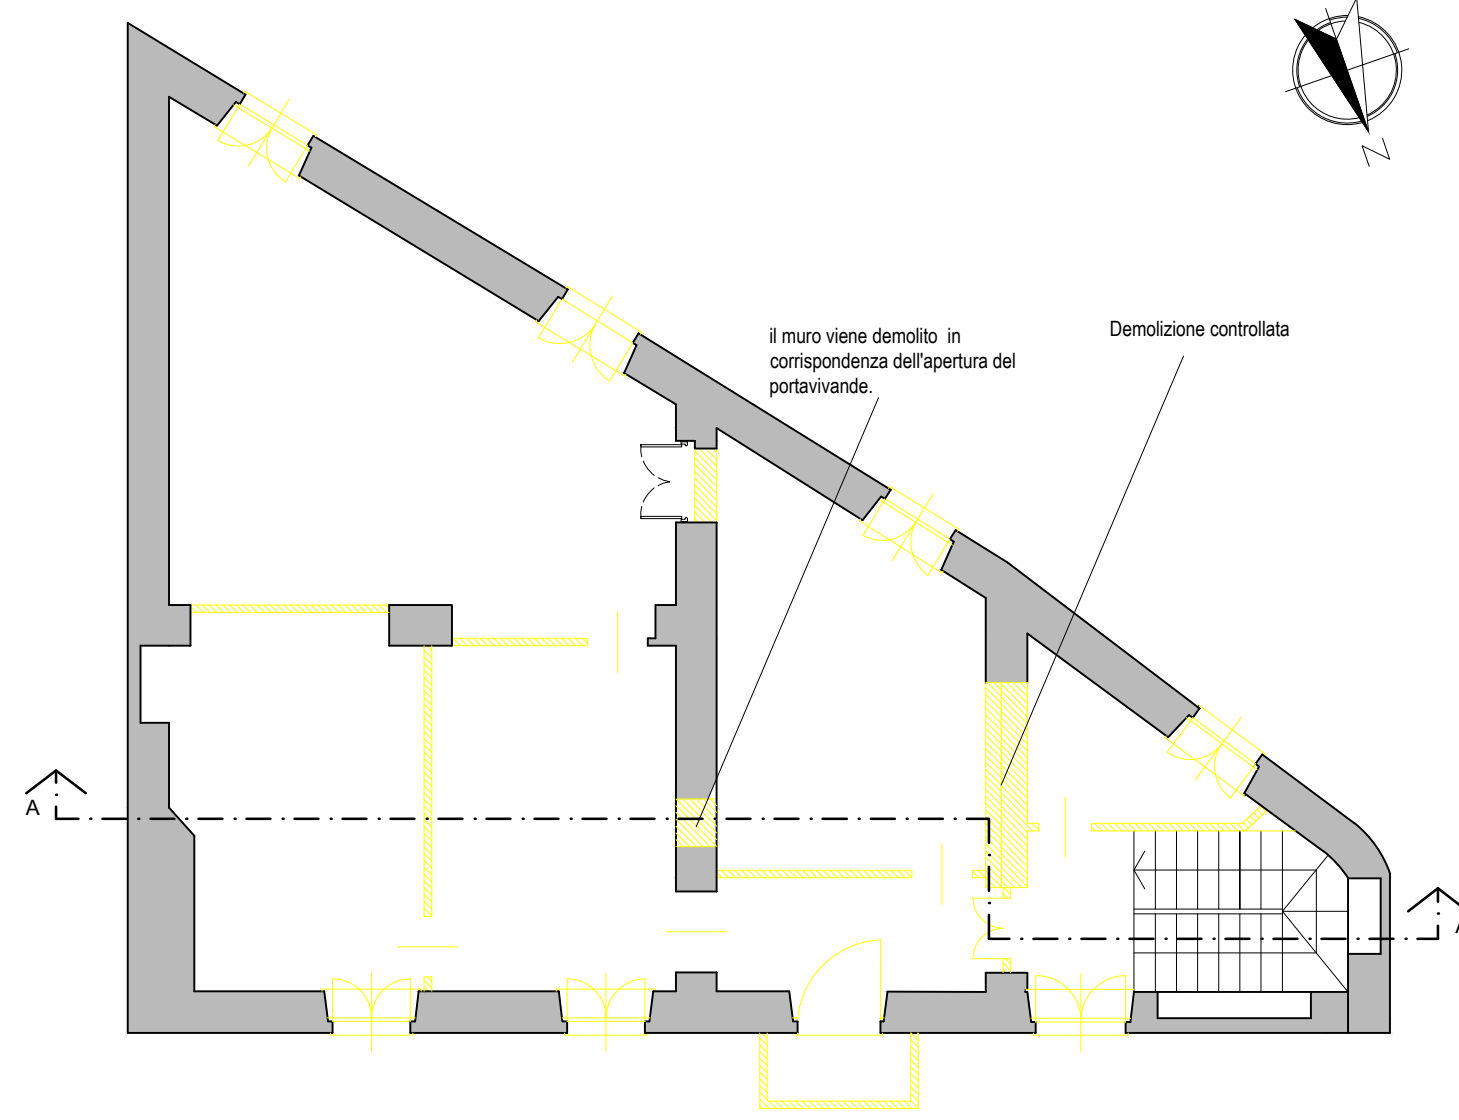 N
il muro viene demolito in
corrispondenza dell'apertura del
portavivande.
Demolizione controllata
A
A